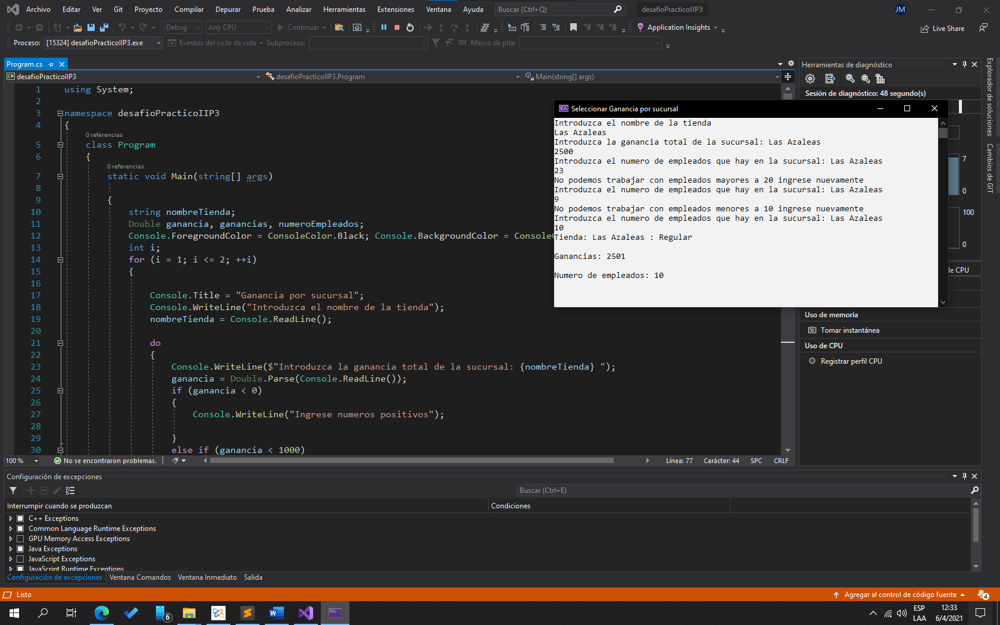 Archivo Editar Ver Git Proyecto Compilar Depurar Prueba Analizar Herramientas Extensiones Ventana Ayuda Buscar (Ctrl+Q) desafioPracticoIIP3 JM
Debug Any CPU Continuar Application Insights Live Share
Proceso: [15324] desafioPracticoIIP3.exe Eventos del ciclo de vida Subproceso: Marco de pila:
Program.cs
C# desafioPracticoIIP3 desafioPracticoIIP3.Program Main(string[] args)
1 using System;
2
3 namespace desafioPracticoIIP3
4 {
0 referencias
5 class Program
6 {
0 referencias
7 static void Main(string[] args)
8
9 {
10 string nombreTienda;
11 Double ganancia, ganancias, numeroEmpleados;
12 Console.ForegroundColor = ConsoleColor.Black; Console.BackgroundColor = Console
13 int i;
14 for (i = 1; i <= 2; ++i)
15 {
16
17 Console.Title = "Ganancia por sucursal";
18 Console.WriteLine("Introduzca el nombre de la tienda");
19 nombreTienda = Console.ReadLine();
20
21 do
22 {
23 Console.WriteLine($"Introduzca la ganancia total de la sucursal: {nombreTienda} ");
24 ganancia = Double.Parse(Console.ReadLine());
25 if (ganancia < 0)
26 {
27 Console.WriteLine("Ingrese numeros positivos");
28
29 }
30 else if (ganancia < 1000)
100 % No se encontraron problemas. Línea: 77 Carácter: 44 SPC CRLF
Seleccionar Ganancia por sucursal
Introduzca el nombre de la tienda
Las Azaleas
Introduzca la ganancia total de la sucursal: Las Azaleas
2500
Introduzca el numero de empleados que hay en la sucursal: Las Azaleas
23
No podemos trabajar con empleados mayores a 20 ingrese nuevamente
Introduzca el numero de empleados que hay en la sucursal: Las Azaleas
9
No podemos trabajar con empleados menores a 10 ingrese nuevamente
Introduzca el numero de empleados que hay en la sucursal: Las Azaleas
10
Tienda: Las Azaleas : Regular
Ganancias: 2501
Numero de empleados: 10
Herramientas de diagnóstico
Sesión de diagnóstico: 48 segundo(s)
7
0
100
0
de CPU
Uso de memoria
Tomar instantánea
Uso de CPU
Registrar perfil CPU
Explorador de soluciones
Cambios de GIT
Configuración de excepciones
Buscar (Ctrl+E)
Interrumpir cuando se produzcan Condiciones
C++ Exceptions
Common Language Runtime Exceptions
GPU Memory Access Exceptions
Java Exceptions
JavaScript Exceptions
JavaScript Runtime Exceptions
Configuración de excepciones Ventana Comandos Ventana Inmediato Salida
Listo Agregar al control de código fuente 4
6 ESP LAA 12:33 6/4/2021